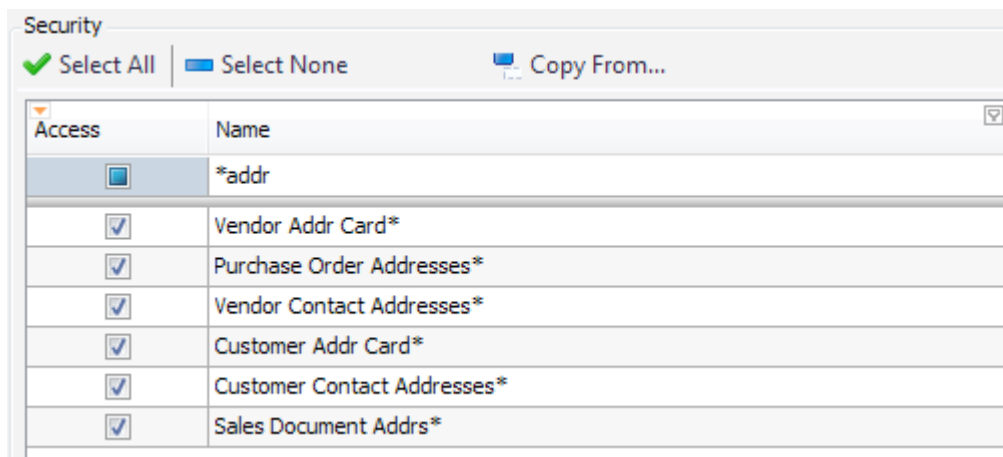 Security
Select All Select None Copy From...
Access Name
*addr
Vendor Addr Card*
Purchase Order Addresses*
Vendor Contact Addresses*
Customer Addr Card*
Customer Contact Addresses*
Sales Document Addrs*